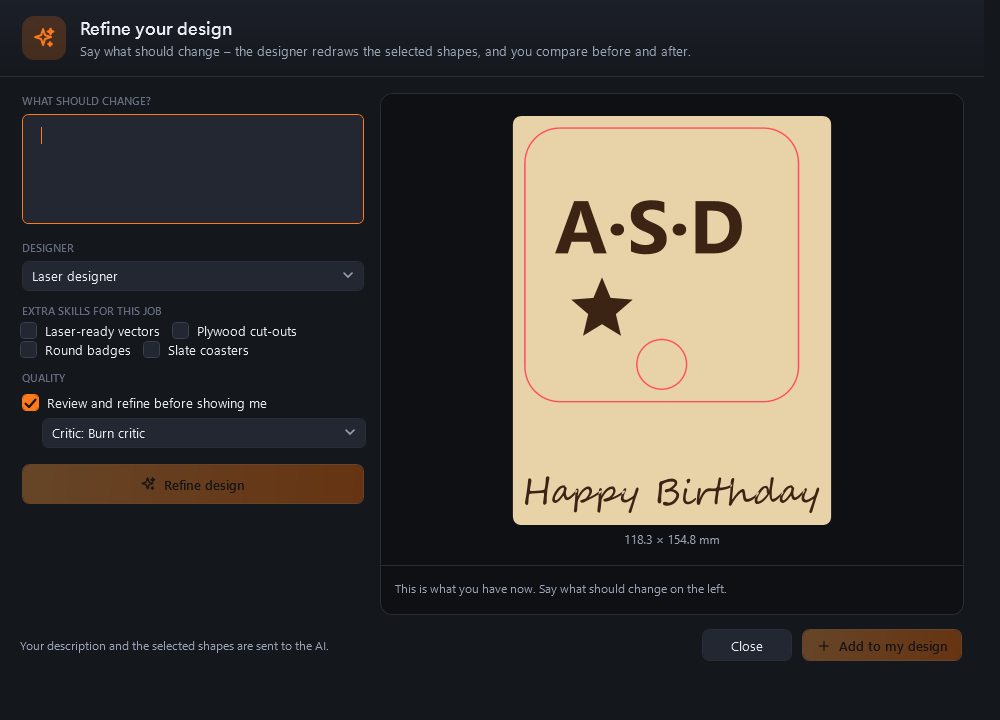 Refine your design
Say what should change – the designer redraws the selected shapes, and you compare before and after.
WHAT SHOULD CHANGE?
DESIGNER
Laser designer
EXTRA SKILLS FOR THIS JOB
Laser-ready vectors
Plywood cut-outs
Round badges
Slate coasters
QUALITY
Review and refine before showing me
Critic: Burn critic
Refine design
A·S·D
Happy Birthday
118.3 × 154.8 mm
This is what you have now. Say what should change on the left.
Your description and the selected shapes are sent to the AI.
Close
Add to my design